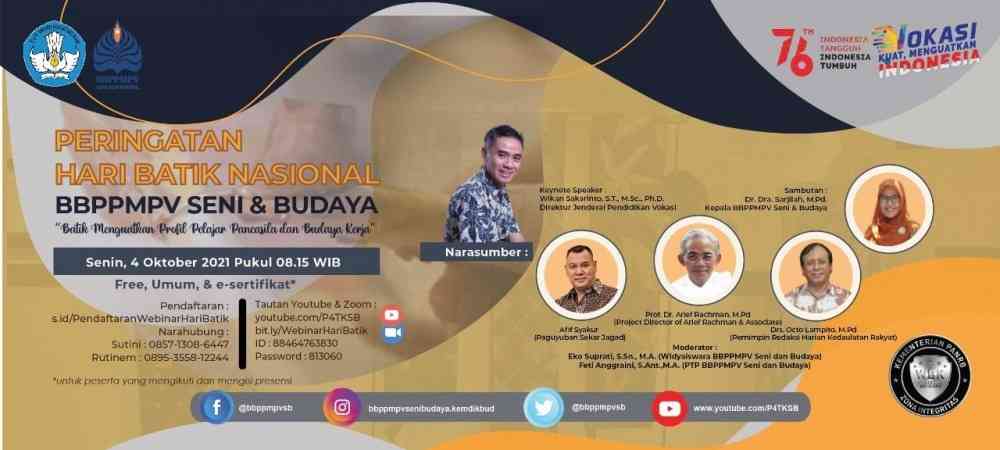 BBPPMPV
76TH
INDONESIA
TANGGUH
INDONESIA
TUMBUH
VOKASI
KUAT, MENGUATKAN
INDONESIA
PERINGATAN
HARI BATIK NASIONAL
BBPPMPV SENI & BUDAYA
"Batik Menguatkan Profil Pelajar Pancasila dan Budaya Kerja"
Senin, 4 Oktober 2021 Pukul 08.15 WIB
Free, Umum, & e-sertifikat*
Pendaftaran :
s.id/PendaftaranWebinarHariBatik
Narahubung :
Sutini : 0857-1308-6447
Rutinem : 0895-3558-12244
Tautan Youtube & Zoom :
youtube.com/P4TKSB
bit.ly/WebinarHariBatik
ID : 88464763830
Password : 813060
*untuk peserta yang mengikuti dan mengisi presensi
Keynote Speaker :
Wikan Sakarinto, S.T., M.Sc., Ph.D.
Direktur Jenderal Pendidikan Vokasi
Sambutan :
Dr. Dra. Sarjilah, M.Pd.
Kepala BBPPMPV Seni & Budaya
Narasumber :
Afif Syakur
(Paguyuban Sekar Jagad)
Prof. Dr. Arief Rachman, M.Pd
(Project Director of Arief Rachman & Associate)
Drs. Octo Lampito, M.Pd
(Pemimpin Redaksi Harian Kedaulatan Rakyat)
Moderator :
Eko Suprati, S.Sn., M.A. (Widyaiswara BBPPMPV Seni dan Budaya)
Feti Anggraini, S.Ant.,M.A. (PTP BBPPMPV Seni dan Budaya)
KEMENTERIAN PANRB
ZONA INTEGRITAS
@bbppmpvsb
bbppmpvsenibudaya.kemdikbud
@bbppmpvsb
www.youtube.com/P4TKSB